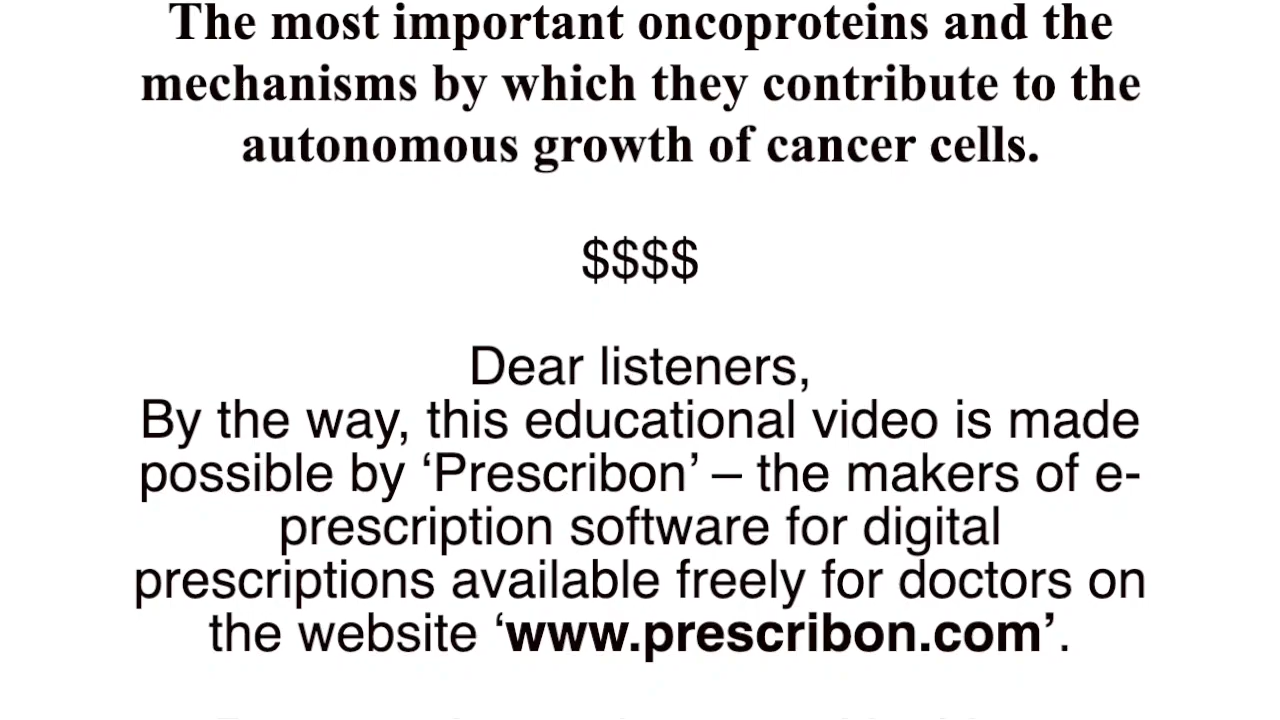 The most important oncoproteins and the
mechanisms by which they contribute to the
autonomous growth of cancer cells.
$$$$
Dear listeners,
By the way, this educational video is made
possible by ‘Prescribon’ – the makers of e-
prescription software for digital
prescriptions available freely for doctors on
the website ‘www.prescribon.com’.